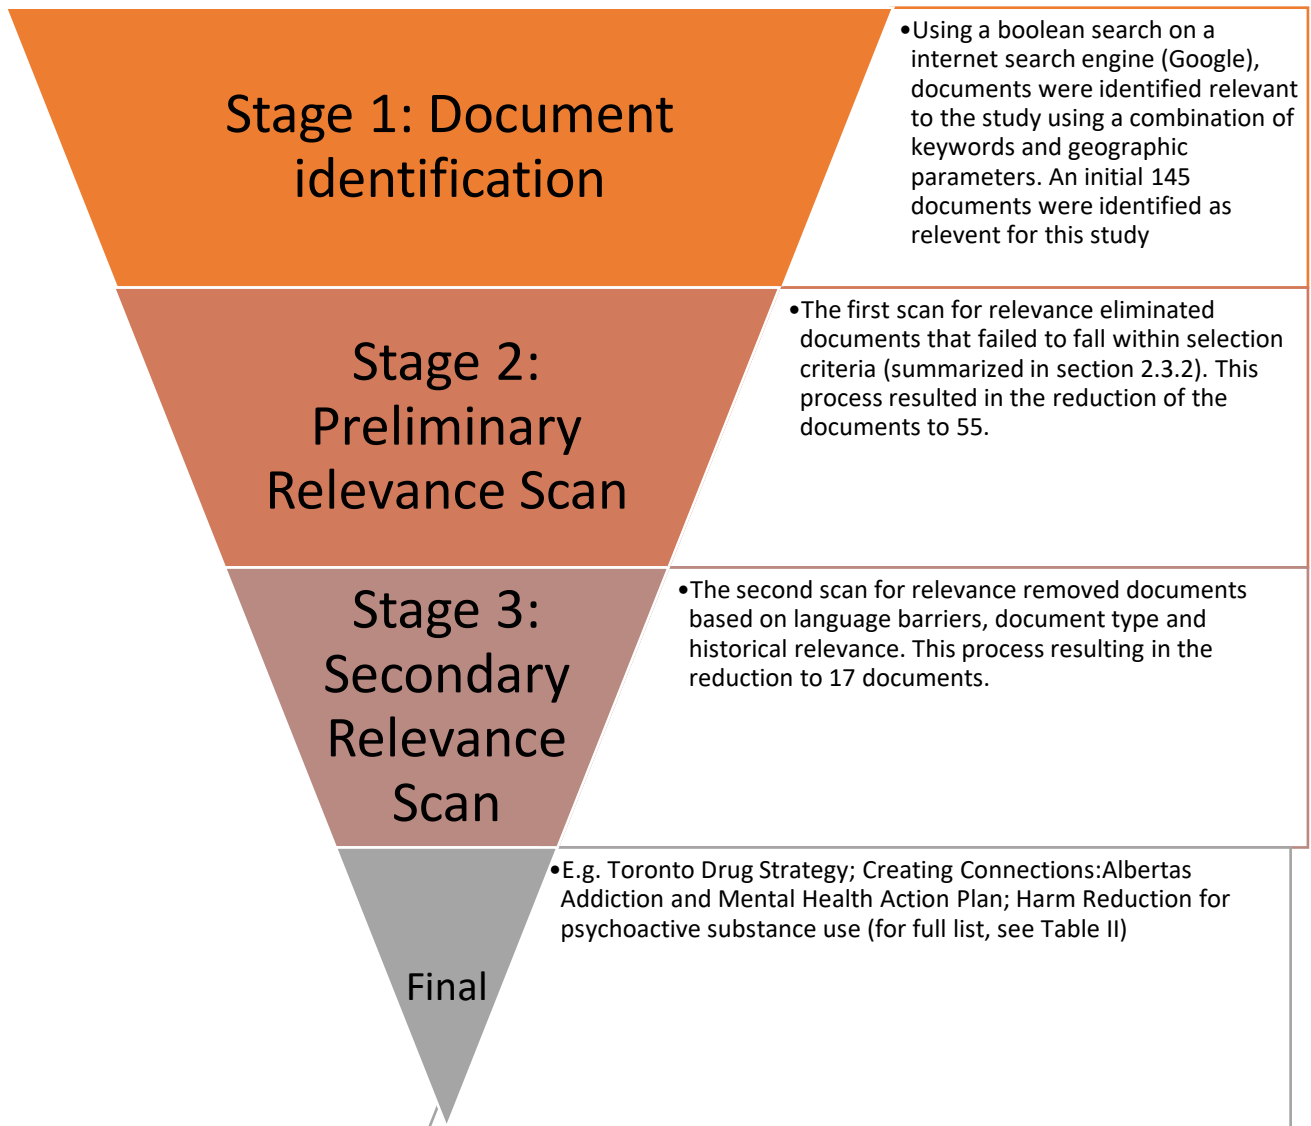 Stage 1: Document
identification
•Using a boolean search on a
internet search engine (Google),
documents were identified relevant
to the study using a combination of
keywords and geographic
parameters. An initial 145
documents were identified as
relevent for this study
Stage 2:
Preliminary
Relevance Scan
•The first scan for relevance eliminated
documents that failed to fall within selection
criteria (summarized in section 2.3.2). This
process resulted in the reduction of the
documents to 55.
Stage 3:
Secondary
Relevance
Scan
•The second scan for relevance removed documents
based on language barriers, document type and
historical relevance. This process resulting in the
reduction to 17 documents.
Final
•E.g. Toronto Drug Strategy; Creating Connections:Albertas
Addiction and Mental Health Action Plan; Harm Reduction for
psychoactive substance use (for full list, see Table II)